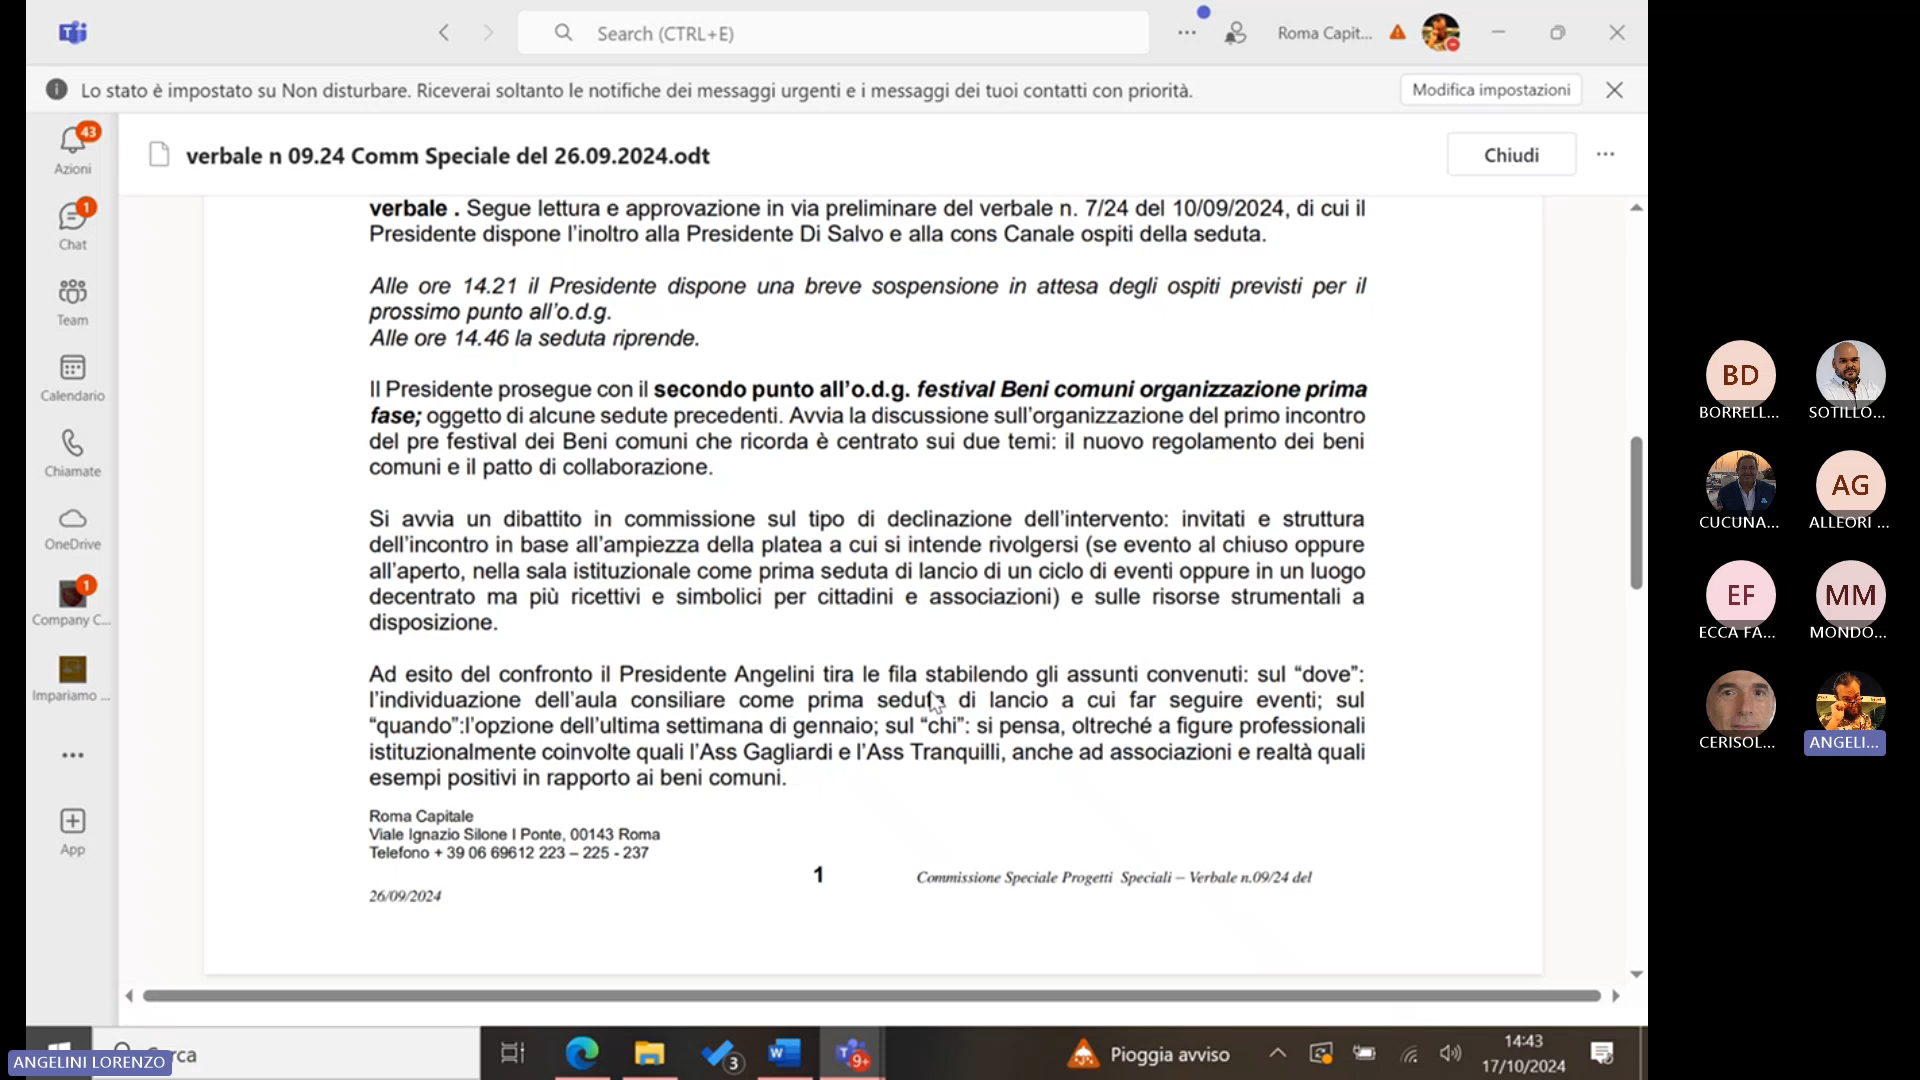 Search (CTRL+E)
Roma Capit...
Lo stato è impostato su Non disturbare. Riceverai soltanto le notifiche dei messaggi urgenti e i messaggi dei tuoi contatti con priorità.
Modifica impostazioni
43
Azioni
1
Chat
Team
Calendario
Chiamate
OneDrive
1
Company C...
Impariamo ...
App
verbale n 09.24 Comm Speciale del 26.09.2024.odt
Chiudi
verbale . Segue lettura e approvazione in via preliminare del verbale n. 7/24 del 10/09/2024, di cui il
Presidente dispone l’inoltro alla Presidente Di Salvo e alla cons Canale ospiti della seduta.
Alle ore 14.21 il Presidente dispone una breve sospensione in attesa degli ospiti previsti per il
prossimo punto all’o.d.g.
Alle ore 14.46 la seduta riprende.
Il Presidente prosegue con il secondo punto all’o.d.g. festival Beni comuni organizzazione prima
fase; oggetto di alcune sedute precedenti. Avvia la discussione sull’organizzazione del primo incontro
del pre festival dei Beni comuni che ricorda è centrato sui due temi: il nuovo regolamento dei beni
comuni e il patto di collaborazione.
Si avvia un dibattito in commissione sul tipo di declinazione dell’intervento: invitati e struttura
dell’incontro in base all’ampiezza della platea a cui si intende rivolgersi (se evento al chiuso oppure
all’aperto, nella sala istituzionale come prima seduta di lancio di un ciclo di eventi oppure in un luogo
decentrato ma più ricettivi e simbolici per cittadini e associazioni) e sulle risorse strumentali a
disposizione.
Ad esito del confronto il Presidente Angelini tira le fila stabilendo gli assunti convenuti: sul “dove”:
l’individuazione dell’aula consiliare come prima seduta di lancio a cui far seguire eventi; sul
“quando”:l’opzione dell’ultima settimana di gennaio; sul “chi”: si pensa, oltreché a figure professionali
istituzionalmente coinvolte quali l’Ass Gagliardi e l’Ass Tranquilli, anche ad associazioni e realtà quali
esempi positivi in rapporto ai beni comuni.
Roma Capitale
Viale Ignazio Silone I Ponte, 00143 Roma
Telefono + 39 06 69612 223 – 225 - 237
1
Commissione Speciale Progetti Speciali – Verbale n.09/24 del
26/09/2024
BD
BORRELL...
SOTILLO...
CUCUNA...
AG
ALLEORI ...
EF
ECCA FA...
MM
MONDO...
CERISOL...
ANGELI...
ANGELINI LORENZO
3
9+
Pioggia avviso
14:43
17/10/2024